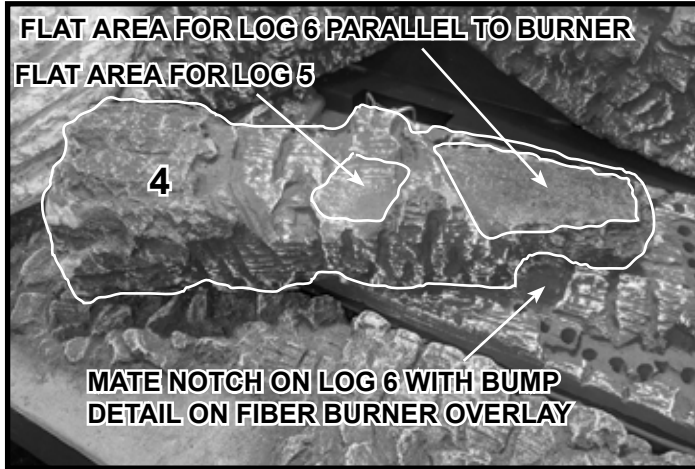 FLAT AREA FOR LOG 6 PARALLEL TO BURNER
FLAT AREA FOR LOG 5
4
MATE NOTCH ON LOG 6 WITH BUMP
DETAIL ON FIBER BURNER OVERLAY